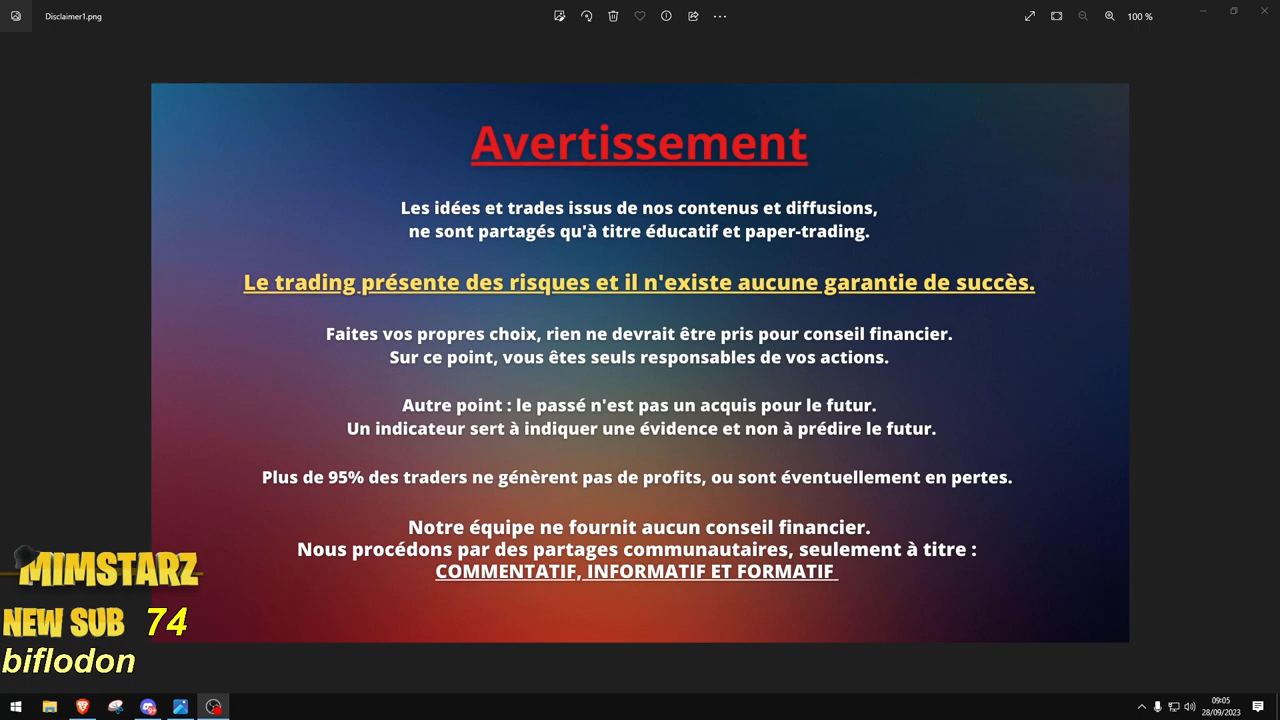 Disclaimer1.png
100 %
Avertissement
Les idées et trades issus de nos contenus et diffusions,
ne sont partagés qu'à titre éducatif et paper-trading.
Le trading présente des risques et il n'existe aucune garantie de succès.
Faites vos propres choix, rien ne devrait être pris pour conseil financier.
Sur ce point, vous êtes seuls responsables de vos actions.
Autre point : le passé n'est pas un acquis pour le futur.
Un indicateur sert à indiquer une évidence et non à prédire le futur.
Plus de 95% des traders ne génèrent pas de profits, ou sont éventuellement en pertes.
Notre équipe ne fournit aucun conseil financier.
Nous procédons par des partages communautaires, seulement à titre :
COMMENTATIF, INFORMATIF ET FORMATIF
MIMSTARZ
NEW SUB 74
biflodon
09:05
28/09/2023